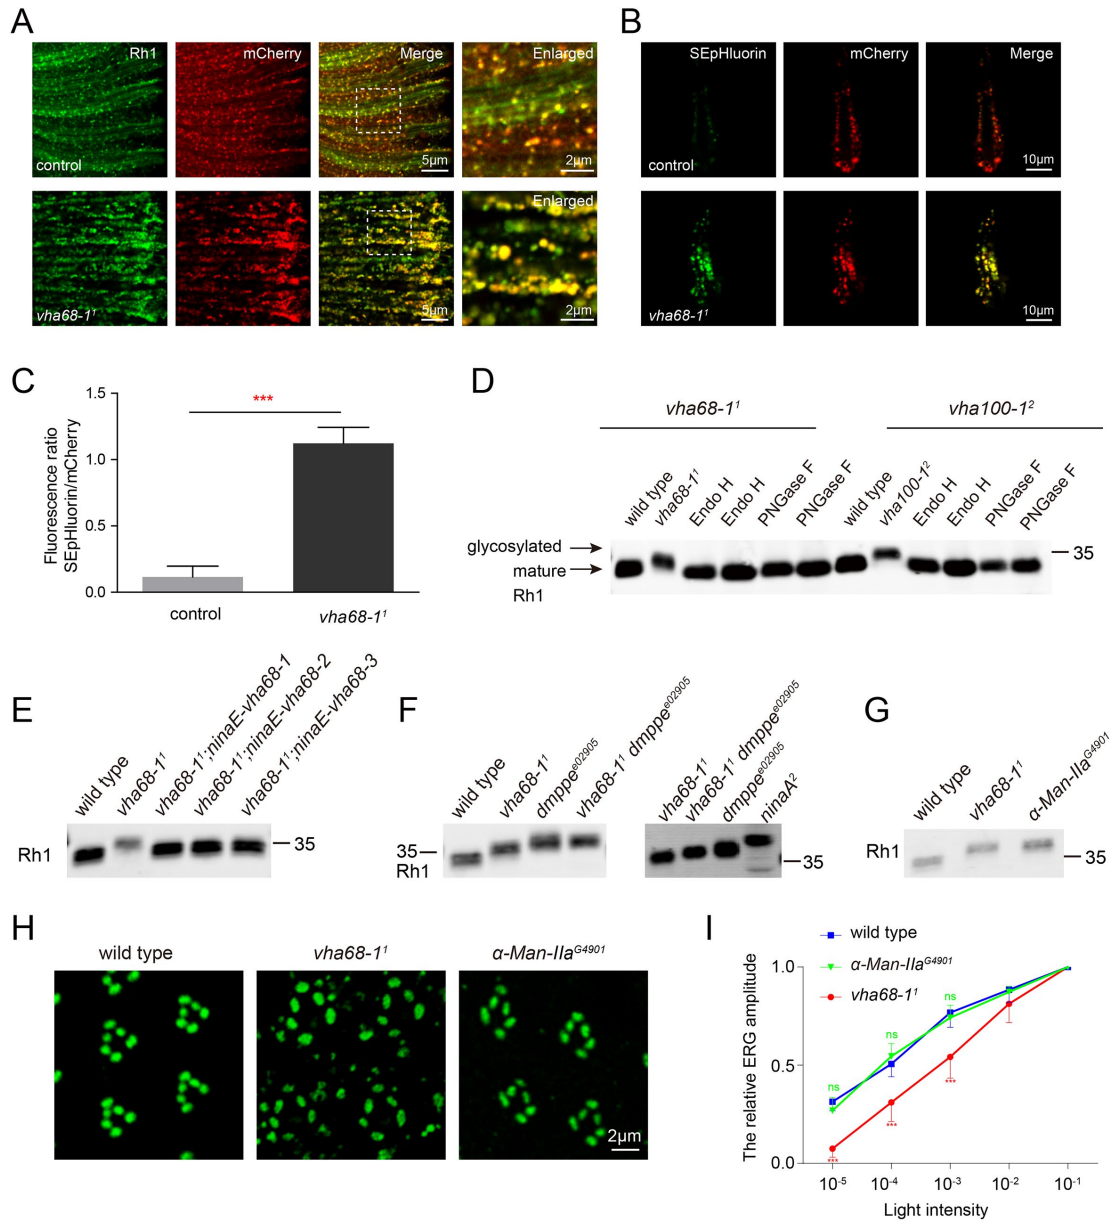 A
Rh1
mCherry
Merge
Enlarged
control
5μm
2μm
Enlarged
vha68-1¹
5μm
2μm
B
SEpHluorin
mCherry
Merge
control
10μm
vha68-1¹
10μm
C
Fluorescence ratio
SEpHluorin/mCherry
1.5
1.0
0.5
0.0
***
control
vha68-1¹
D
vha68-1¹
vha100-1²
wild type
vha68-1¹
Endo H
Endo H
PNGase F
PNGase F
wild type
vha100-1²
Endo H
Endo H
PNGase F
PNGase F
glycosylated
mature
Rh1
35
E
wild type
vha68-1¹
vha68-1¹;ninaE-vha68-1
vha68-1¹;ninaE-vha68-2
vha68-1¹;ninaE-vha68-3
Rh1
35
F
wild type
vha68-1¹
dmppe^e02905
vha68-1¹ dmppe^e02905
35
Rh1
vha68-1¹
vha68-1¹ dmppe^e02905
dmppe^e02905
ninaA²
35
G
wild type
vha68-1¹
α-Man-IIa^G4901
Rh1
35
H
wild type
vha68-1¹
α-Man-IIa^G4901
2μm
I
wild type
α-Man-IIa^G4901
vha68-1¹
The relative ERG amplitude
1.0
0.5
0.0
ns
ns
ns
***
***
***
10⁻⁵
10⁻⁴
10⁻³
10⁻²
10⁻¹
Light intensity